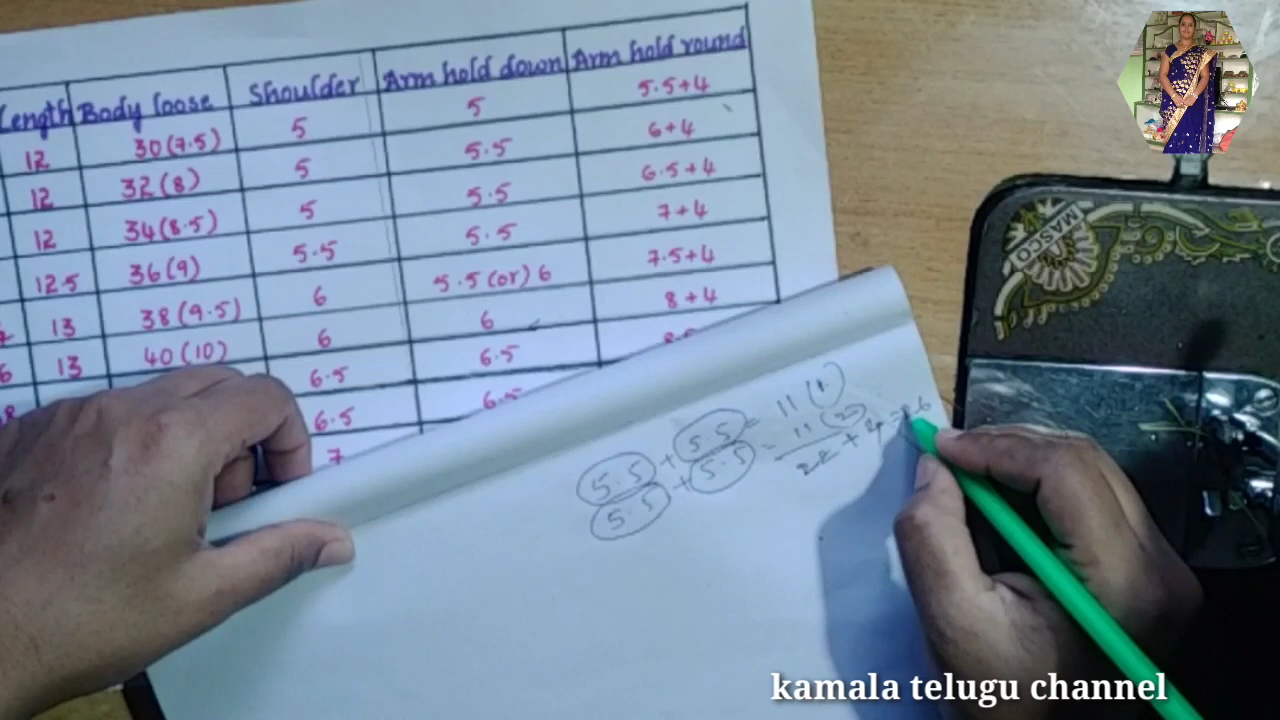 Length Body loose Shoulder Arm hold down Arm hold round
12 30(7.5) 5 5 5.5+4
12 32(8) 5 5.5 6+4
12 34(8.5) 5 5.5 6.5+4
12.5 36(9) 5.5 5.5 7+4
13 38(9.5) 6 5.5(or)6 7.5+4
13 40(10) 6 6 8+4
6.5 6.5
6.5 6.5
7
5.5 + 5.5 = 11 (1)
5.5 + 5.5 = 11 (2)
22 + 4 = 26
MASCO
kamala telugu channel